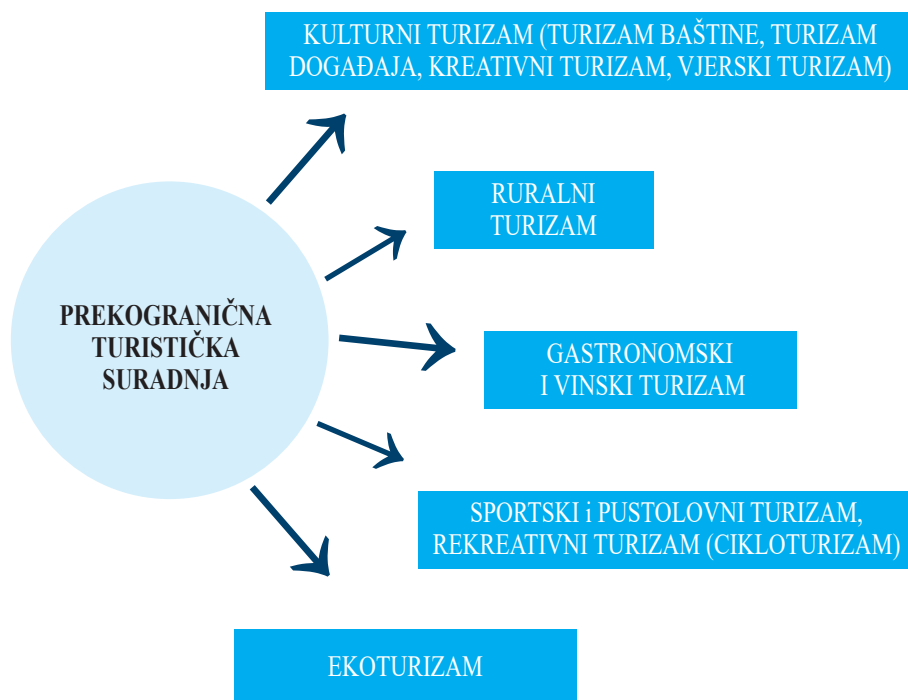 KULTURNI TURIZAM (TURIZAM BAŠTINE, TURIZAM
DOGAĐAJA, KREATIVNI TURIZAM, VJERSKI TURIZAM)
RURALNI
TURIZAM
PREKOGRANIČNA
TURISTIČKA
SURADNJA
GASTRONOMSKI
I VINSKI TURIZAM
SPORTSKI i PUSTOLOVNI TURIZAM,
REKREATIVNI TURIZAM (CIKLOTURIZAM)
EKOTURIZAM